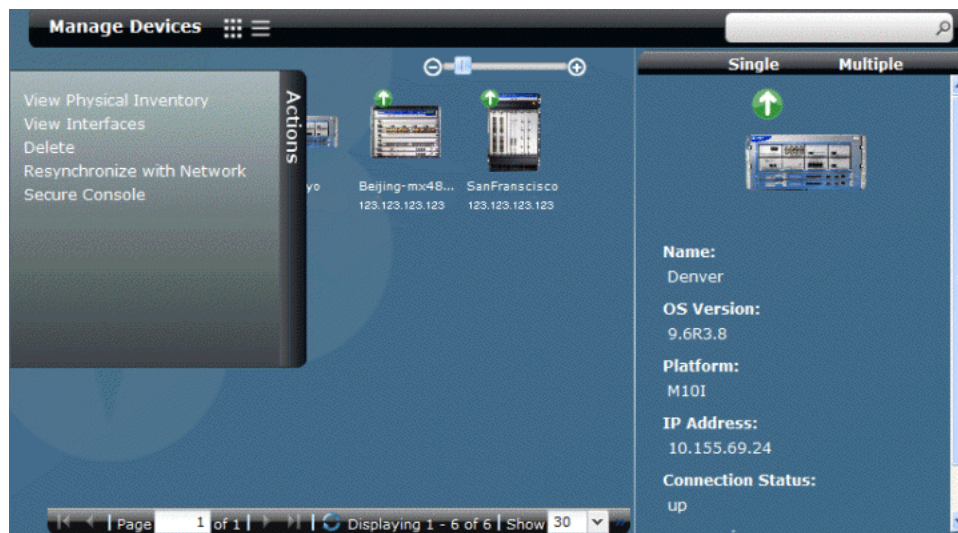 Manage Devices
Single Multiple
Actions
View Physical Inventory
View Interfaces
Delete
Resynchronize with Network
Secure Console
yo
Beijing-mx48...
123.123.123.123
SanFranscisco
123.123.123.123
Name:
Denver
OS Version:
9.6R3.8
Platform:
M10I
IP Address:
10.155.69.24
Connection Status:
up
Page 1 of 1 Displaying 1 - 6 of 6 Show 30